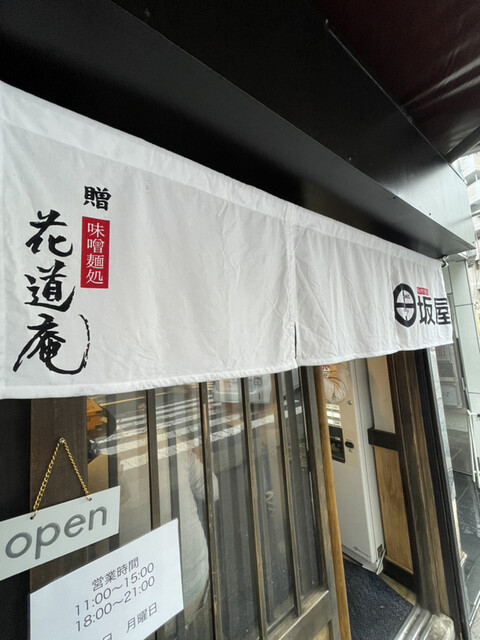 贈
味噌麺処
花道庵
坂屋
open
営業時間
11:00～15:00
18:00～21:00
日 月曜日